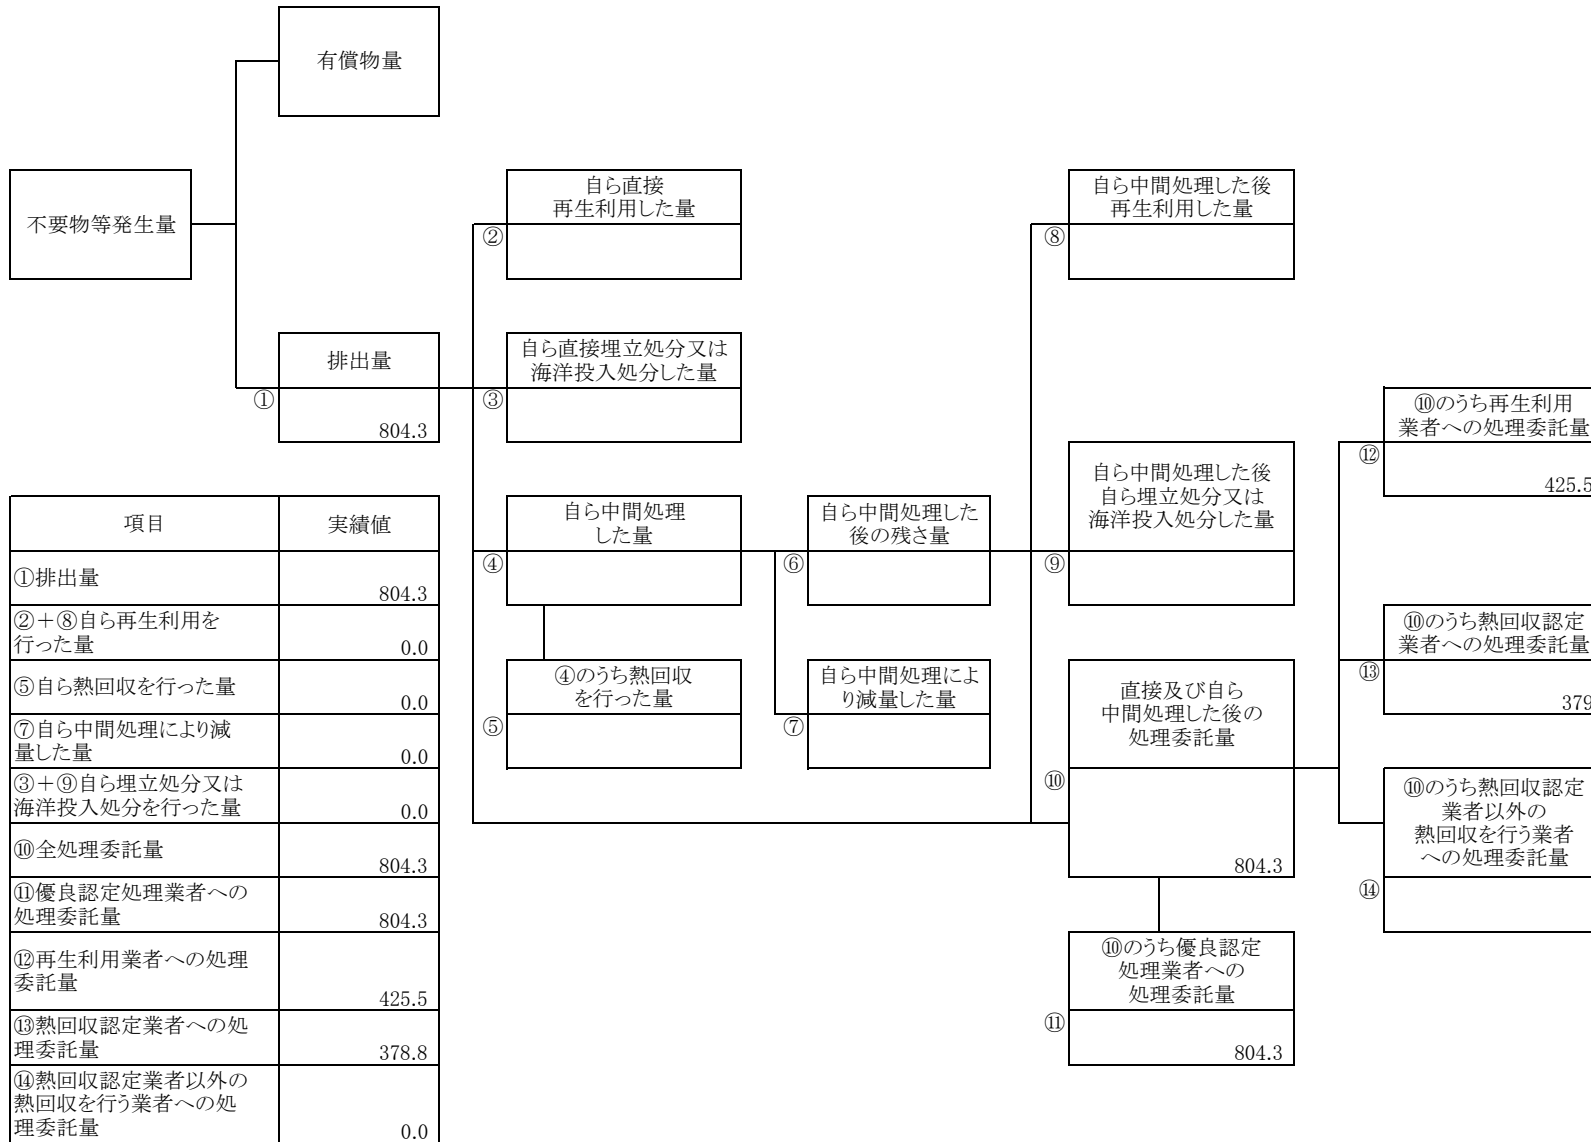 有償物量
不要物等発生量
自ら直接
再生利用した量
②
自ら中間処理した後
再生利用した量
⑧
排出量
①
804.3
自ら直接埋立処分又は
海洋投入処分した量
③
⑩のうち再生利用
業者への処理委託量
⑫
425.5
自ら中間処理
した量
④
自ら中間処理した
後の残さ量
⑥
自ら中間処理した後
自ら埋立処分又は
海洋投入処分した量
⑨
④のうち熱回収
を行った量
⑤
自ら中間処理によ
り減量した量
⑦
直接及び自ら
中間処理した後の
処理委託量
⑩
804.3
⑩のうち熱回収認定
業者への処理委託量
⑬
379
⑩のうち熱回収認定
業者以外の
熱回収を行う業者
への処理委託量
⑭
⑩のうち優良認定
処理業者への
処理委託量
⑪
804.3
項目
実績値
①排出量
804.3
②＋⑧自ら再生利用を
行った量
0.0
⑤自ら熱回収を行った量
0.0
⑦自ら中間処理により減
量した量
0.0
③＋⑨自ら埋立処分又は
海洋投入処分を行った量
0.0
⑩全処理委託量
804.3
⑪優良認定処理業者への
処理委託量
804.3
⑫再生利用業者への処理
委託量
425.5
⑬熱回収認定業者への処
理委託量
378.8
⑭熱回収認定業者以外の
熱回収を行う業者への処
理委託量
0.0